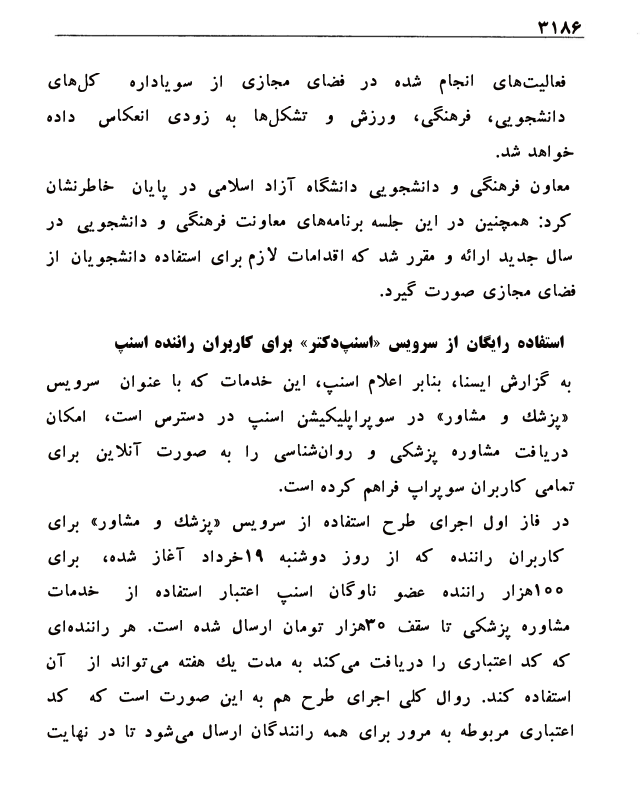 ۳۱۸۶
فعالیت‌های انجام شده در فضای مجازی از سویاداره کل‌های
دانشجویی، فرهنگی، ورزش و تشکل‌ها به زودی انعکاس داده
خواهد شد.
معاون فرهنگی و دانشجویی دانشگاه آزاد اسلامی در پایان خاطرنشان
کرد: همچنین در این جلسه برنامه‌های معاونت فرهنگی و دانشجویی در
سال جدید ارائه و مقرر شد که اقدامات لازم برای استفاده دانشجویان از
فضای مجازی صورت گیرد.
استفاده رایگان از سرویس «اسنپ‌دکتر» برای کاربران راننده اسنپ
به گزارش ایسنا، بنابر اعلام اسنپ، این خدمات که با عنوان سرویس
«پزشك و مشاور» در سوپراپلیکیشن اسنپ در دسترس است، امکان
دریافت مشاوره پزشکی و روان‌شناسی را به صورت آنلاین برای
تمامی کاربران سوپراپ فراهم کرده است.
در فاز اول اجرای طرح استفاده از سرویس «پزشك و مشاور» برای
کاربران راننده که از روز دوشنبه ۱۹خرداد آغاز شده، برای
۱۰۰هزار راننده عضو ناوگان اسنپ اعتبار استفاده از خدمات
مشاوره پزشکی تا سقف ۳۰هزار تومان ارسال شده است. هر راننده‌ای
که کد اعتباری را دریافت می‌کند به مدت يك هفته می‌تواند از آن
استفاده کند. روال کلی اجرای طرح هم به این صورت است که کد
اعتباری مربوطه به مرور برای همه رانندگان ارسال می‌شود تا در نهایت